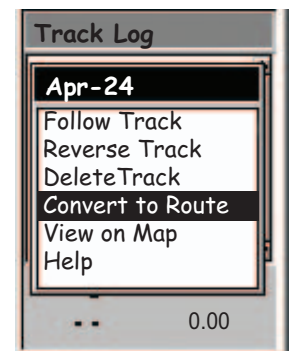 Track Log
Apr-24
Follow Track
Reverse Track
DeleteTrack
Convert to Route
View on Map
Help
-- 0.00